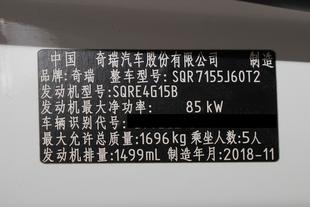 中国 奇瑞汽车股份有限公司 制造
品牌:奇瑞 整车型号:SQR7155J60T2
发动机型号:SQRE4G15B
发动机最大净功率: 85 kW
车辆识别代号:
最大允许总质量:1696kg 乘坐人数:5人
发动机排量:1499mL 制造年月:2018-11